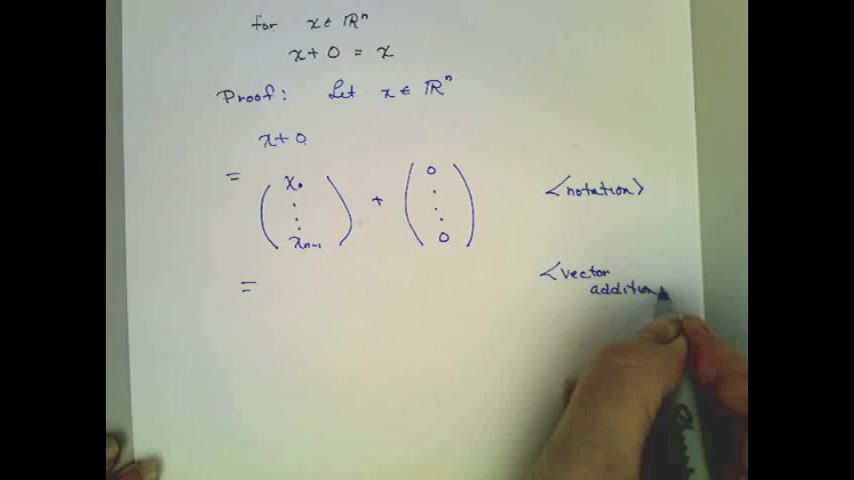 for x ∈ ℝⁿ
x + 0 = x
Proof: Let x ∈ ℝⁿ
x + 0
= ( x₀ ⋮ xₙ₋₁ ) + ( 0 ⋮ 0 ) <notation>
= <vector
addition